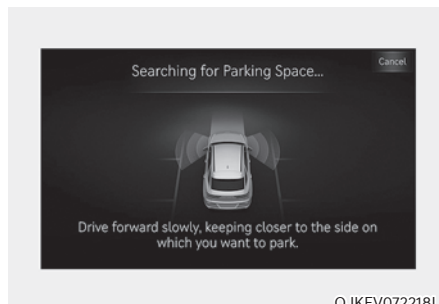 Cancel
Searching for Parking Space...
Drive forward slowly, keeping closer to the side on
which you want to park.